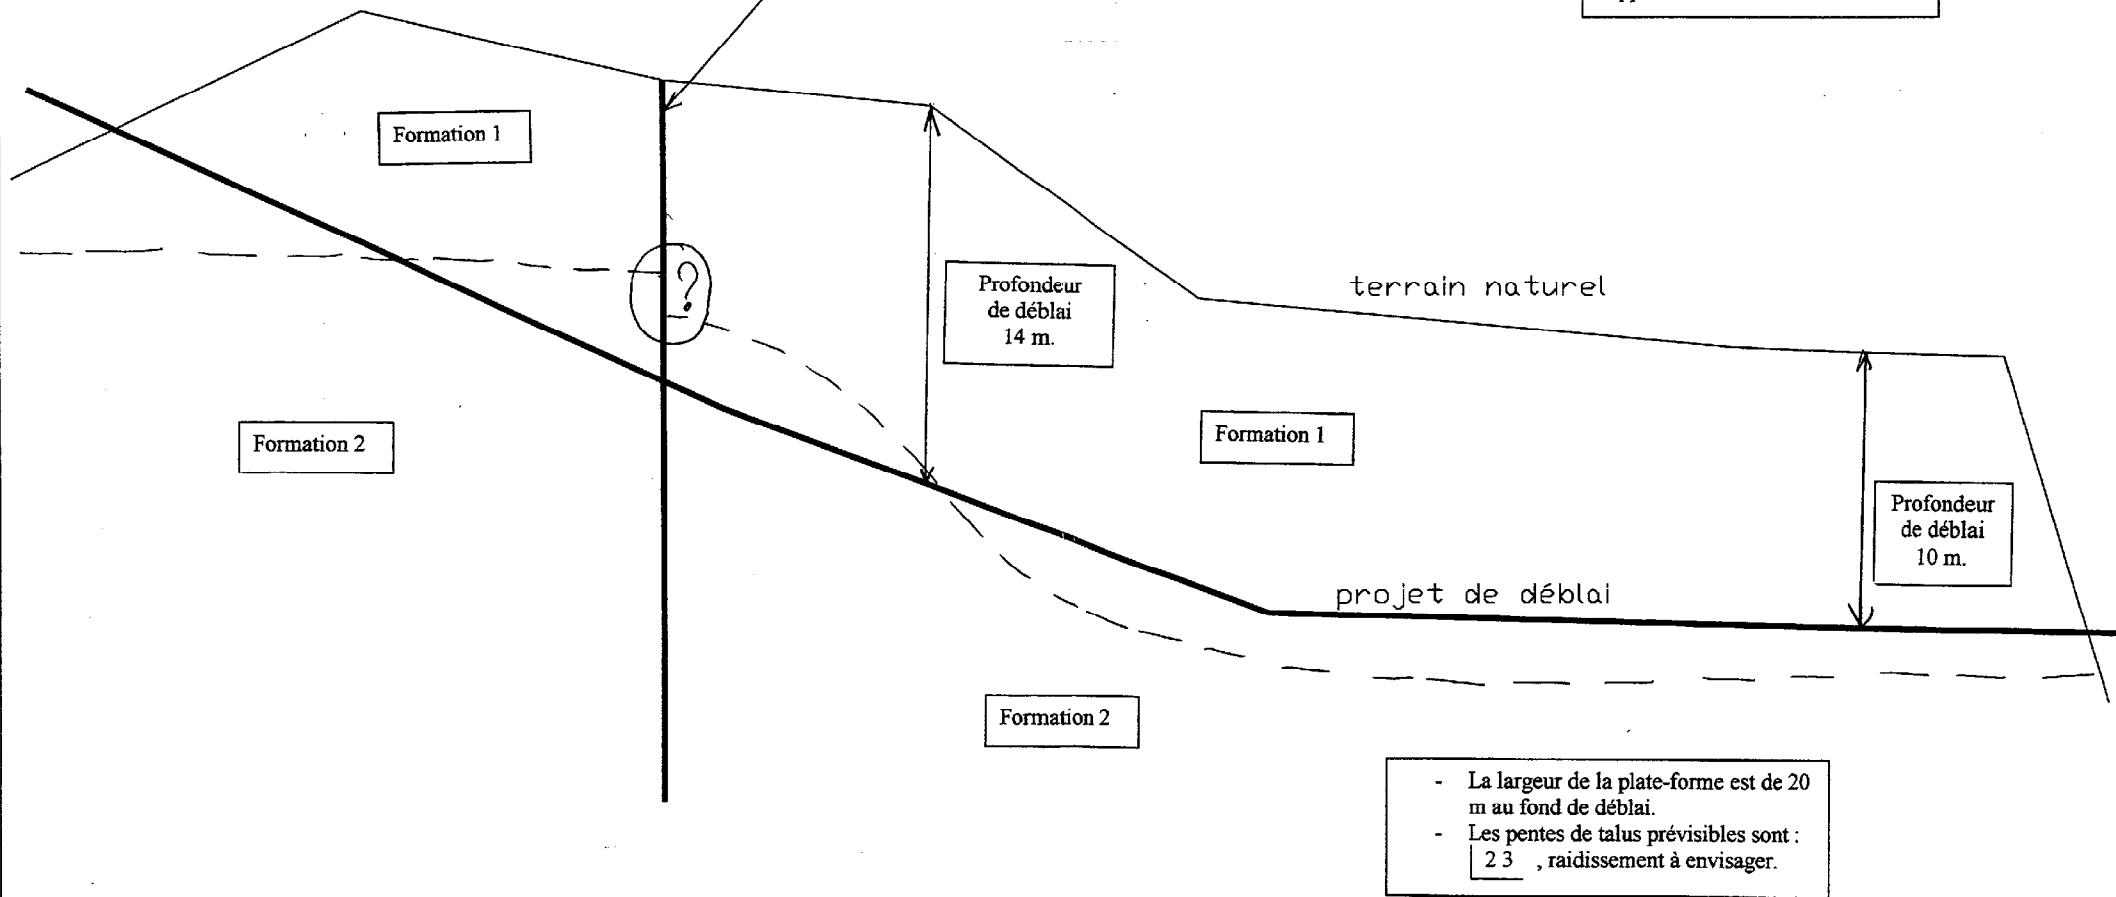 Formation 1
?
Profondeur
de déblai
14 m.
terrain naturel
Formation 2
Formation 1
Profondeur
de déblai
10 m.
projet de déblai
Formation 2
- La largeur de la plate-forme est de 20
m au fond de déblai.
- Les pentes de talus prévisibles sont :
2 3 , raidissement à envisager.